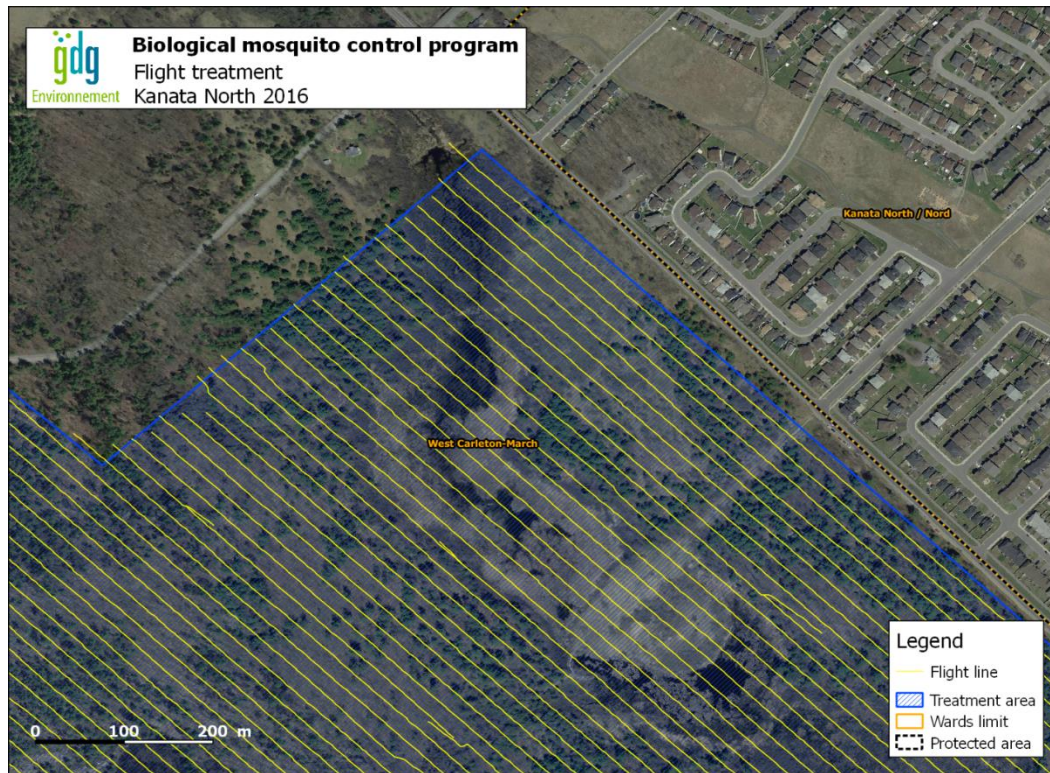 gdg
Environnement
Biological mosquito control program
Flight treatment
Kanata North 2016
Kanata North / Nord
West Carleton-March
0 100 200 m
Legend
Flight line
Treatment area
Wards limit
Protected area